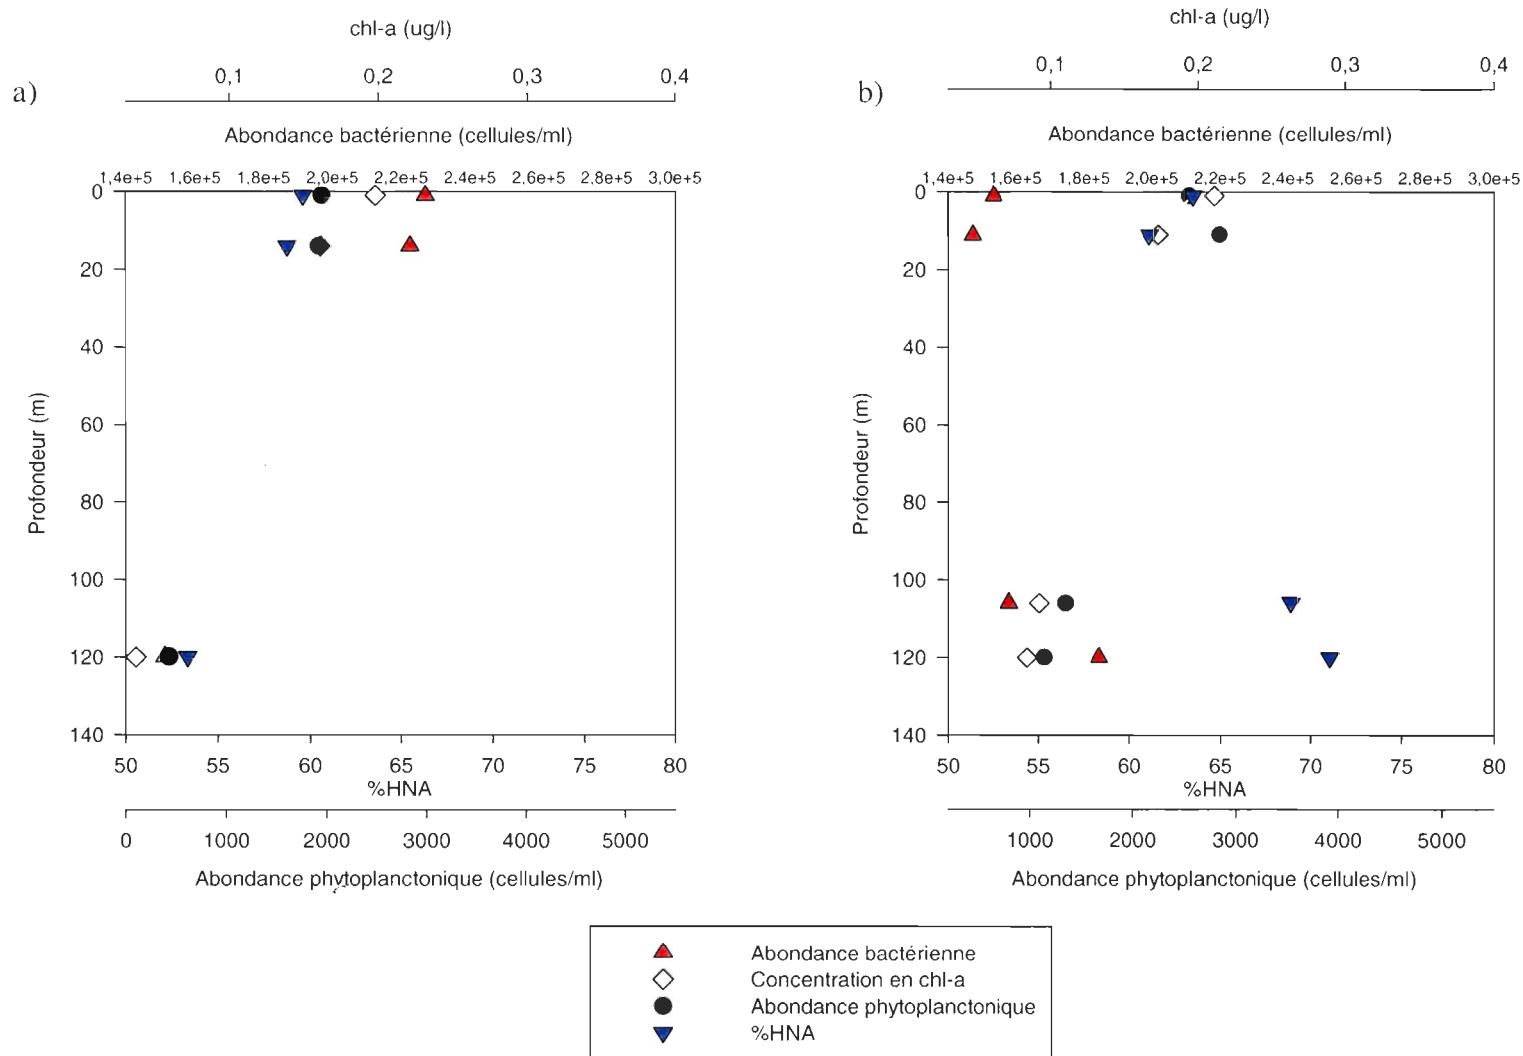 a)
chl-a (ug/l)
0,1 0,2 0,3 0,4
Abondance bactérienne (cellules/ml)
1,4e+5 1,6e+5 1,8e+5 2,0e+5 2,2e+5 2,4e+5 2,6e+5 2,8e+5 3,0e+5
0
20
40
60
80
100
120
140
Profondeur (m)
50 55 60 65 70 75 80
%HNA
0 1000 2000 3000 4000 5000
Abondance phytoplanctonique (cellules/ml)
b)
chl-a (ug/l)
0,1 0,2 0,3 0,4
Abondance bactérienne (cellules/ml)
1,4e+5 1,6e+5 1,8e+5 2,0e+5 2,2e+5 2,4e+5 2,6e+5 2,8e+5 3,0e+5
0
20
40
60
80
100
120
140
Profondeur (m)
50 55 60 65 70 75 80
%HNA
1000 2000 3000 4000 5000
Abondance phytoplanctonique (cellules/ml)
Abondance bactérienne
Concentration en chl-a
Abondance phytoplanctonique
%HNA